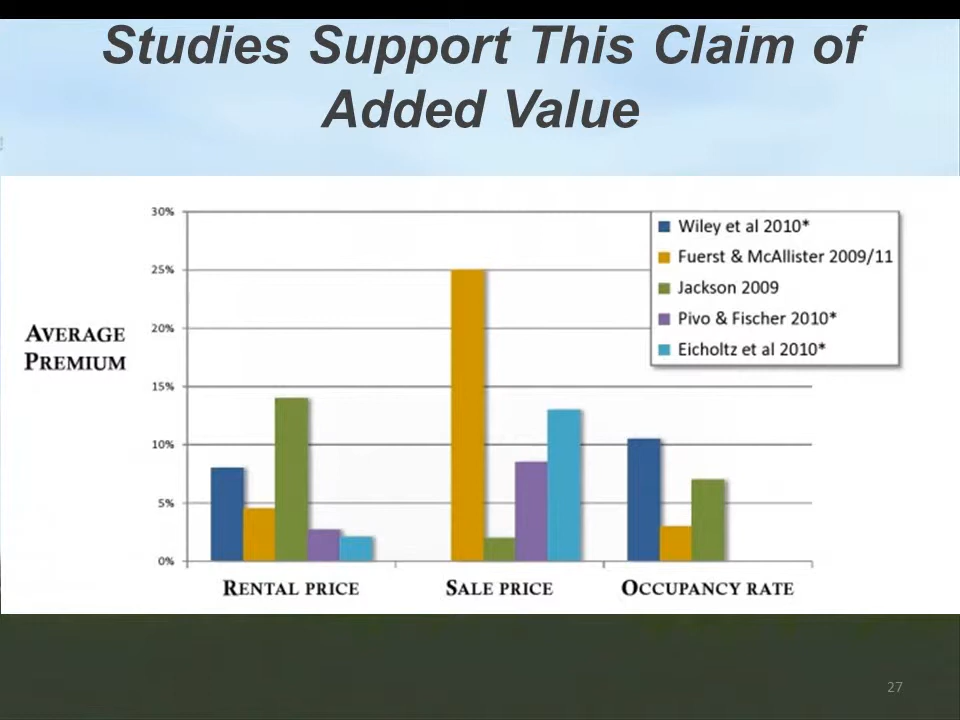 Studies Support This Claim of
Added Value
30%
25%
20%
15%
10%
5%
0%
AVERAGE
PREMIUM
Wiley et al 2010*
Fuerst & McAllister 2009/11
Jackson 2009
Pivo & Fischer 2010*
Eicholtz et al 2010*
RENTAL PRICE
SALE PRICE
OCCUPANCY RATE
27